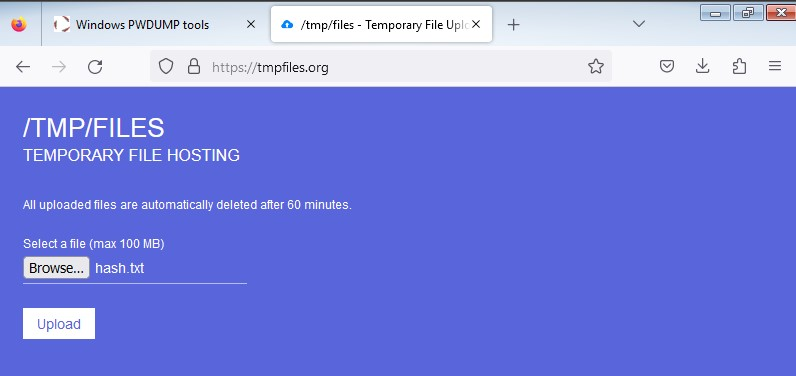 Windows PWDUMP tools
/tmp/files - Temporary File Uplo
https://tmpfiles.org
/TMP/FILES
TEMPORARY FILE HOSTING
All uploaded files are automatically deleted after 60 minutes.
Select a file (max 100 MB)
Browse... hash.txt
Upload